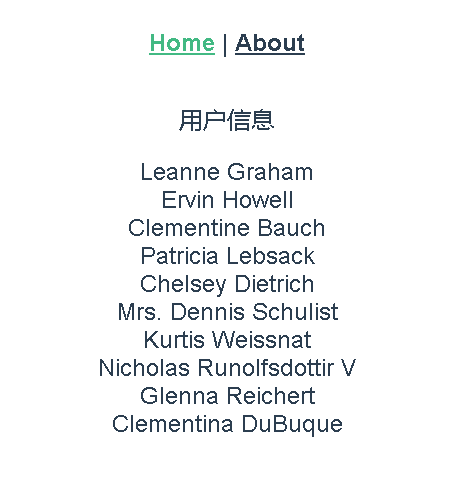 Home | About
用户信息
Leanne Graham
Ervin Howell
Clementine Bauch
Patricia Lebsack
Chelsey Dietrich
Mrs. Dennis Schulist
Kurtis Weissnat
Nicholas Runolfsdottir V
Glenna Reichert
Clementina DuBuque